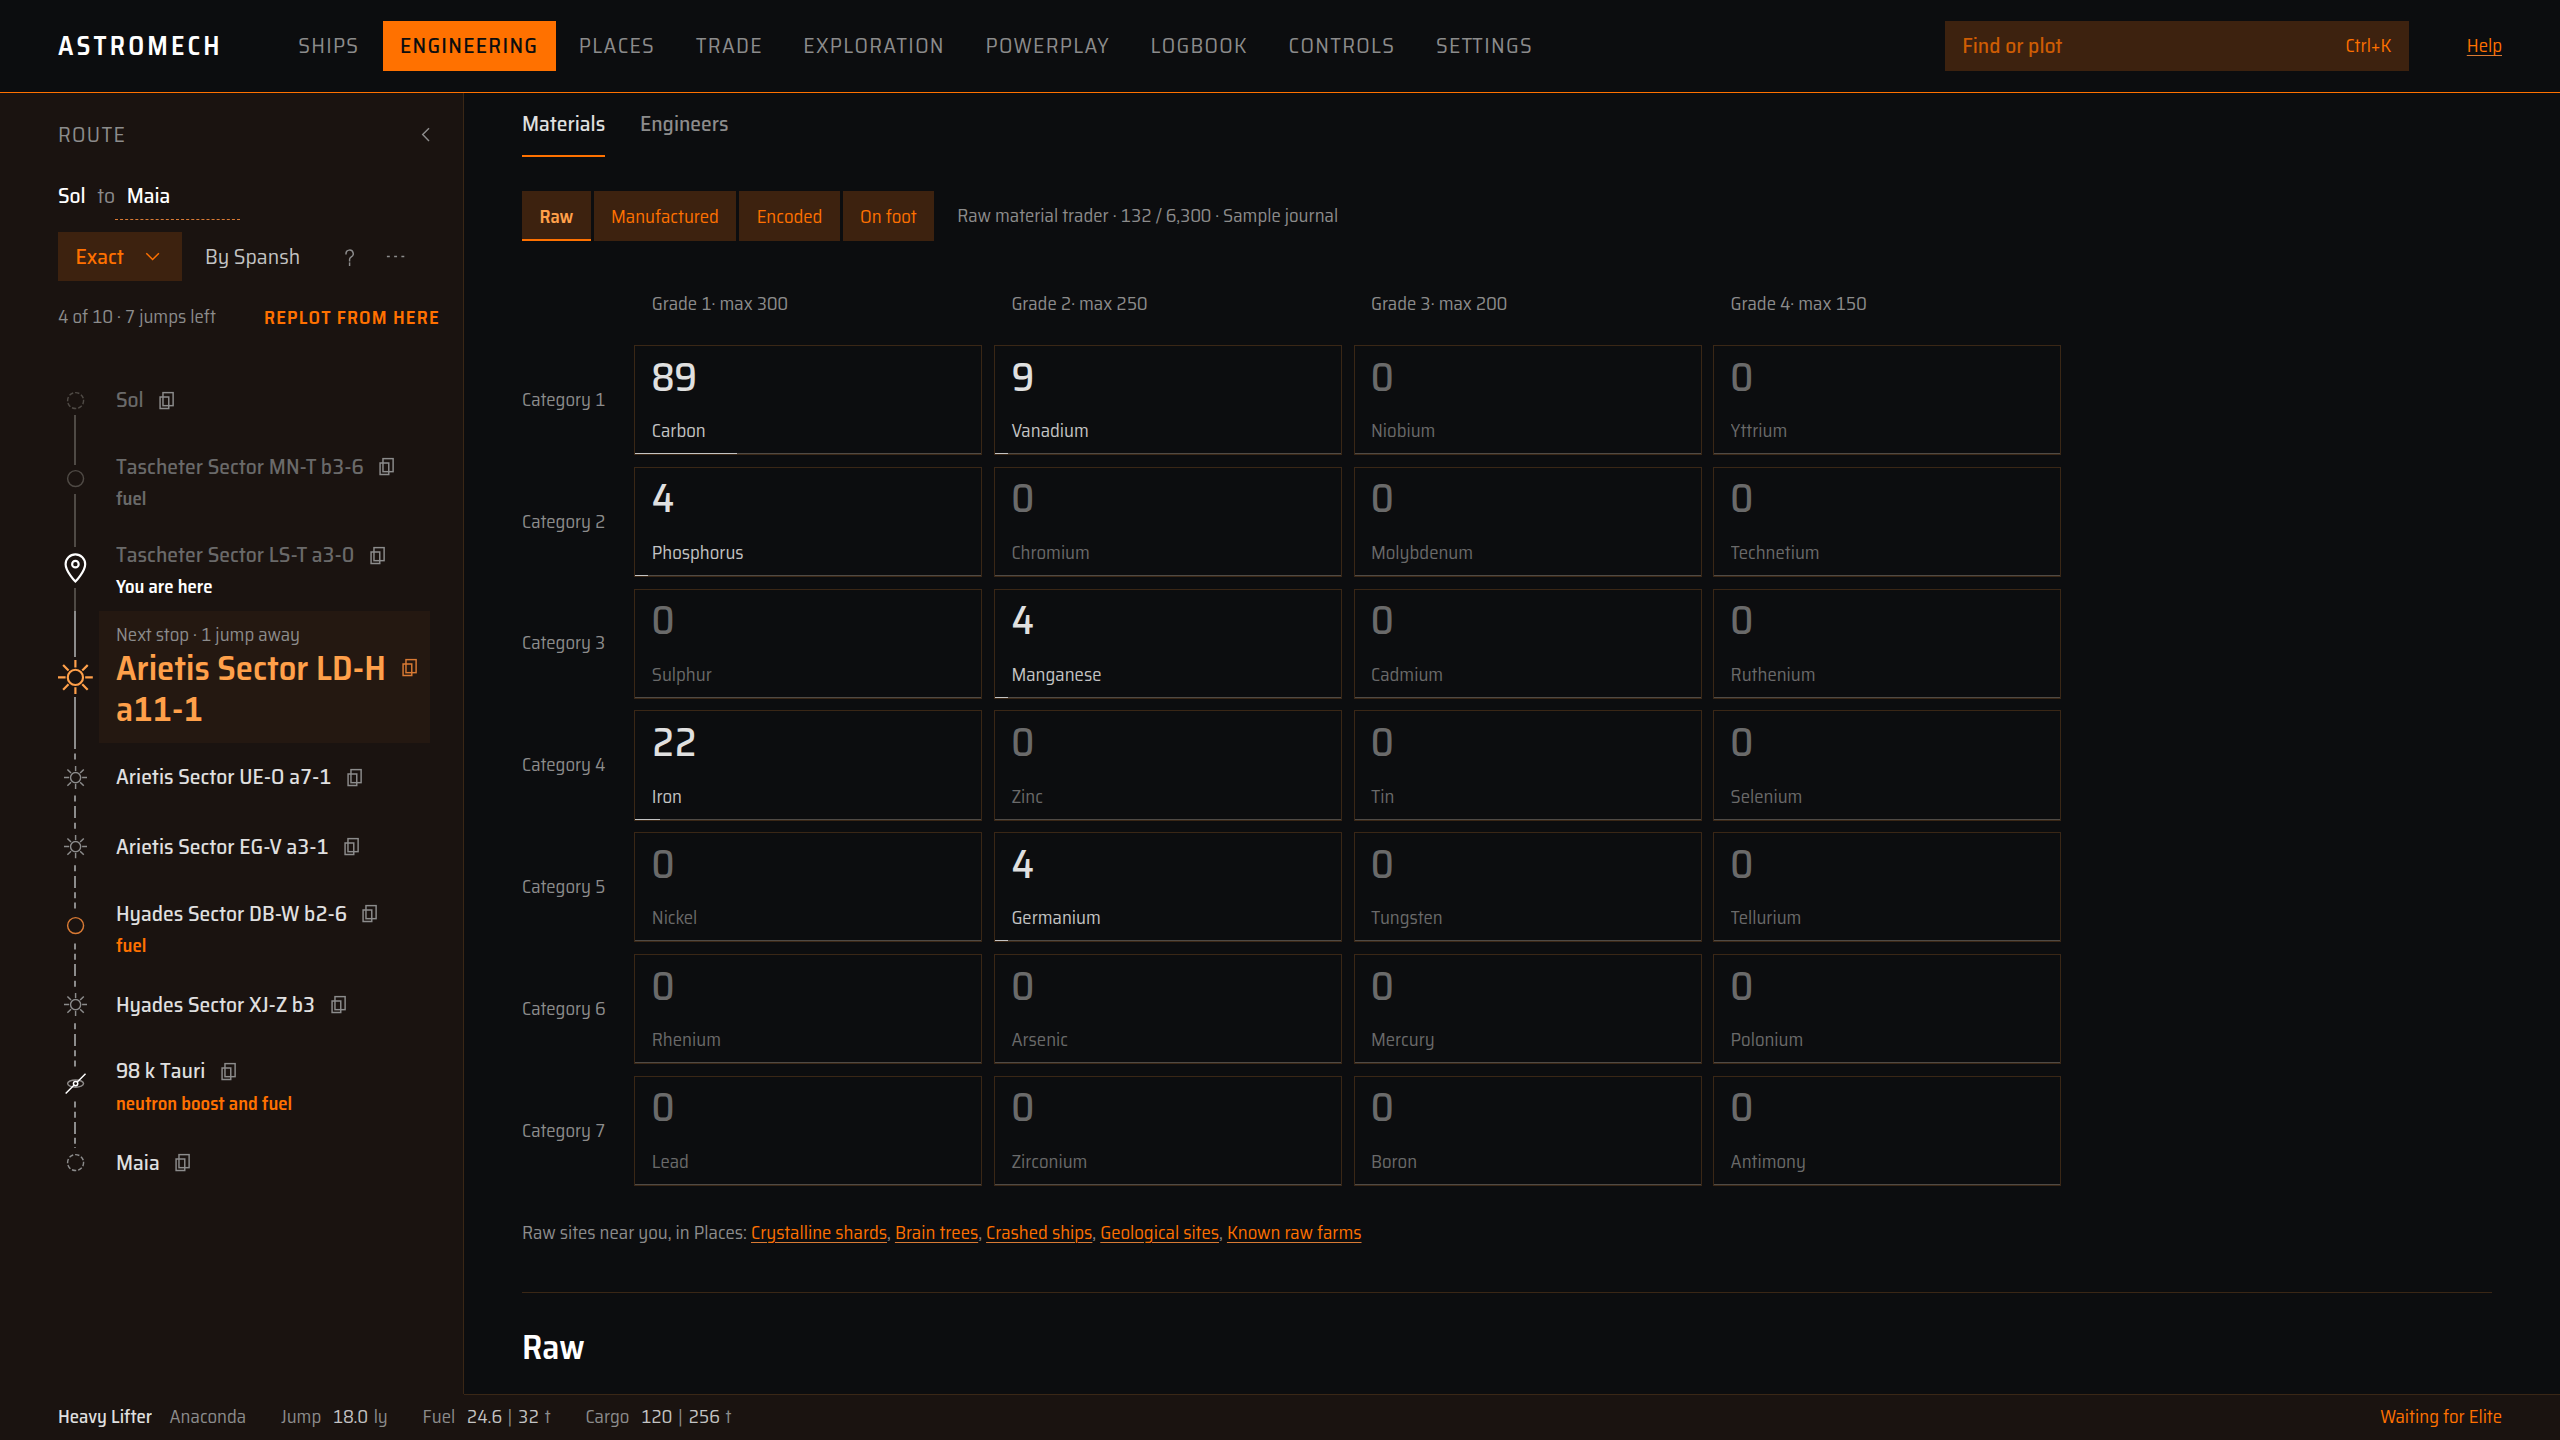 ASTROMECH SHIPS ENGINEERING PLACES TRADE EXPLORATION POWERPLAY LOGBOOK CONTROLS SETTINGS Find or plot Ctrl+K Help
ROUTE
Sol to Maia
Exact By Spansh ? ...
4 of 10 · 7 jumps left REPLOT FROM HERE
Sol
Tascheter Sector MN-T b3-6
fuel
Tascheter Sector LS-T a3-0
You are here
Next stop · 1 jump away
Arietis Sector LD-H
a11-1
Arietis Sector UE-O a7-1
Arietis Sector EG-V a3-1
Hyades Sector DB-W b2-6
fuel
Hyades Sector XJ-Z b3
98 k Tauri
neutron boost and fuel
Maia
Materials Engineers
Raw Manufactured Encoded On foot Raw material trader · 132 / 6,300 · Sample journal
Grade 1· max 300 Grade 2· max 250 Grade 3· max 200 Grade 4· max 150
Category 1
89 9 0 0
Carbon Vanadium Niobium Yttrium
Category 2
4 0 0 0
Phosphorus Chromium Molybdenum Technetium
Category 3
0 4 0 0
Sulphur Manganese Cadmium Ruthenium
Category 4
22 0 0 0
Iron Zinc Tin Selenium
Category 5
0 4 0 0
Nickel Germanium Tungsten Tellurium
Category 6
0 0 0 0
Rhenium Arsenic Mercury Polonium
Category 7
0 0 0 0
Lead Zirconium Boron Antimony
Raw sites near you, in Places: Crystalline shards, Brain trees, Crashed ships, Geological sites, Known raw farms
Raw
Heavy Lifter Anaconda Jump 18.0 ly Fuel 24.6 | 32 t Cargo 120 | 256 t Waiting for Elite